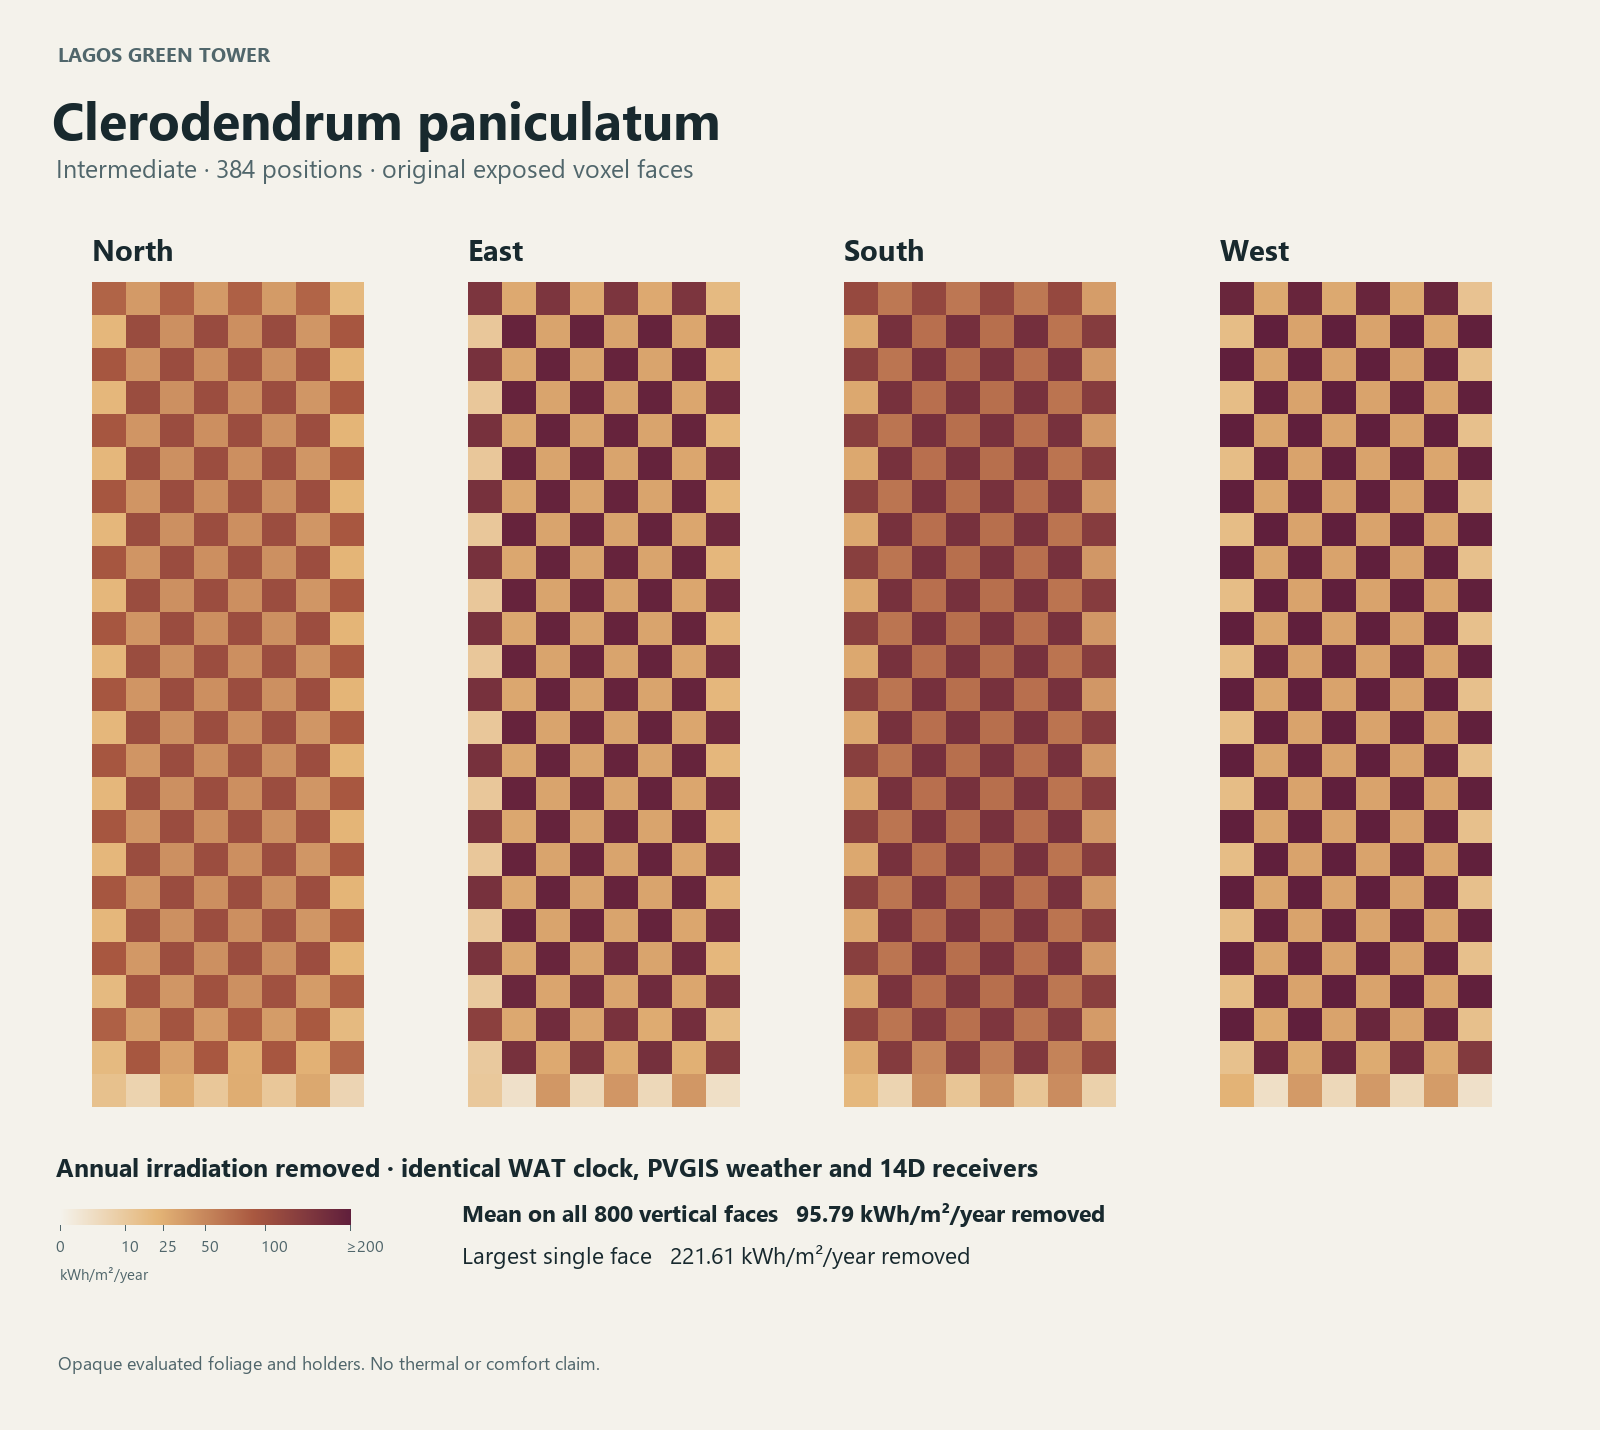 LAGOS GREEN TOWER
Clerodendrum paniculatum
Intermediate · 384 positions · original exposed voxel faces
North East South West
Annual irradiation removed · identical WAT clock, PVGIS weather and 14D receivers
Mean on all 800 vertical faces 95.79 kWh/m²/year removed
0 10 25 50 100 ≥200
Largest single face 221.61 kWh/m²/year removed
kWh/m²/year
Opaque evaluated foliage and holders. No thermal or comfort claim.